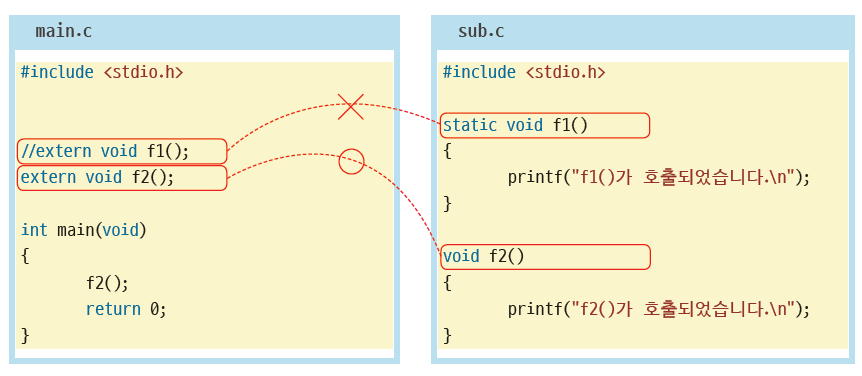 main.c
#include <stdio.h>
//extern void f1();
extern void f2();
int main(void)
{
f2();
return 0;
}
sub.c
#include <stdio.h>
static void f1()
{
printf("f1()가 호출되었습니다.\n");
}
void f2()
{
printf("f2()가 호출되었습니다.\n");
}